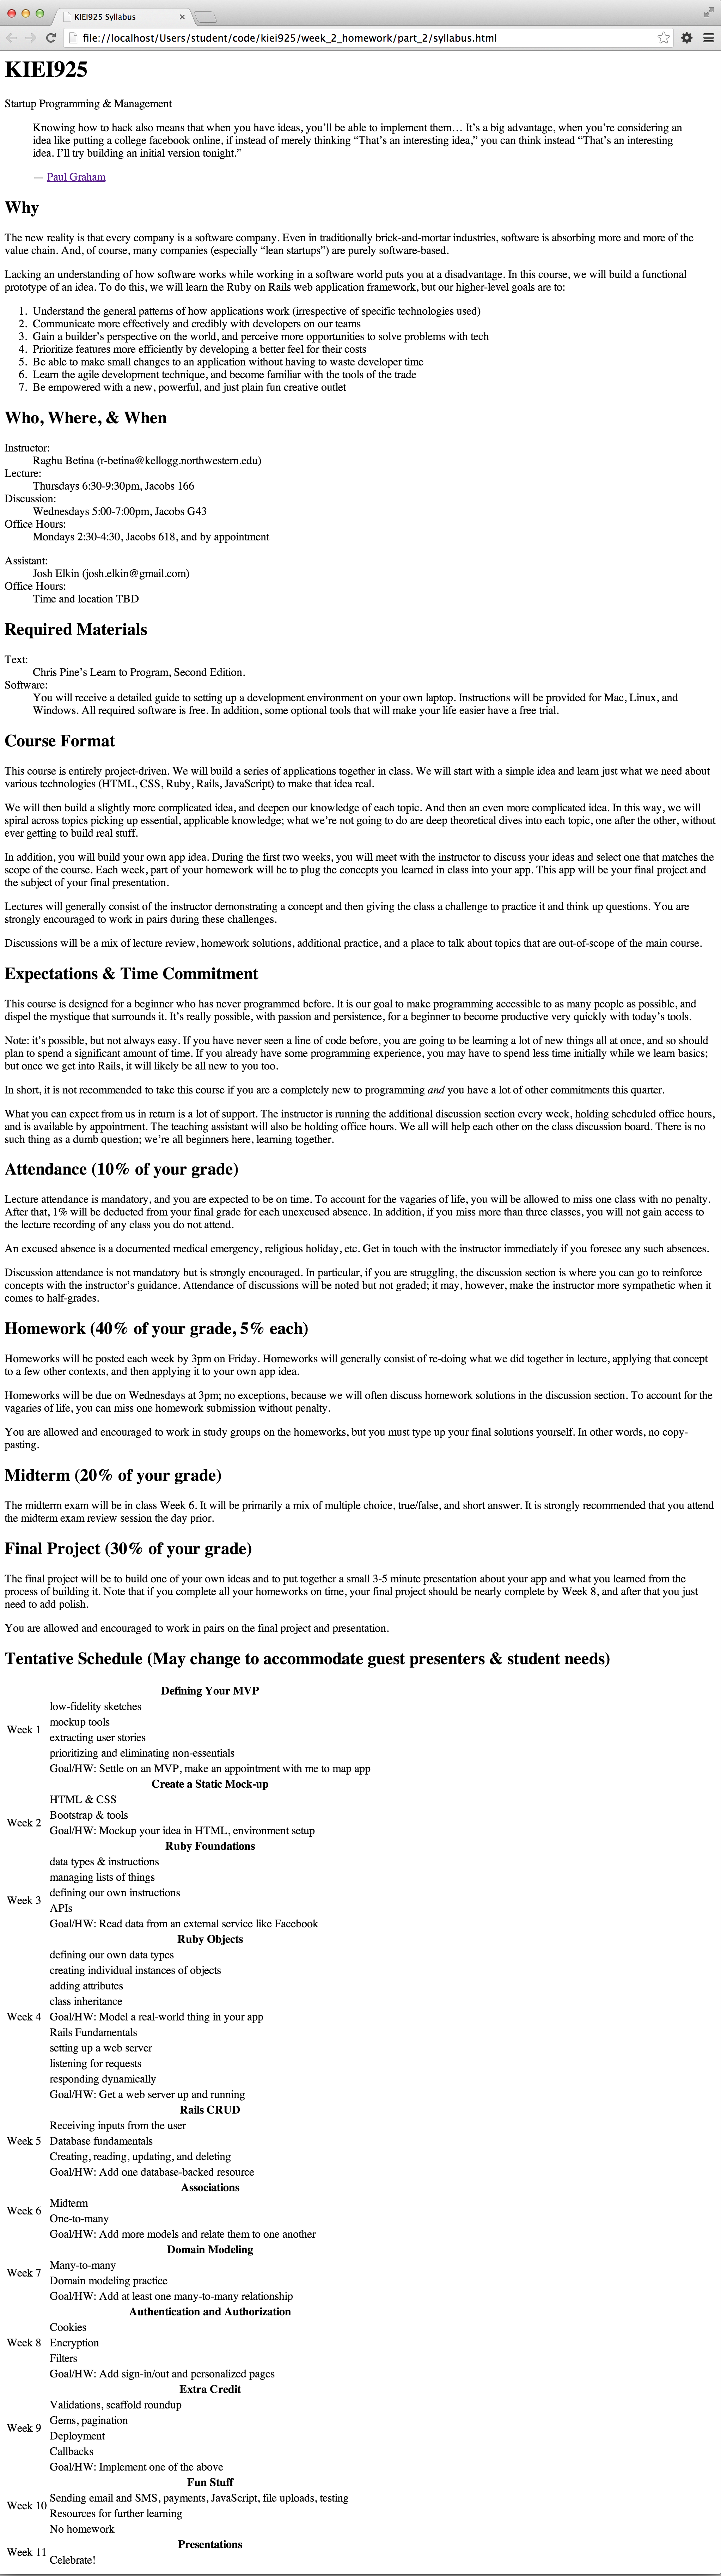 KIEI925 Syllabus
file://localhost/Users/student/code/kiei925/week_2_homework/part_2/syllabus.html
KIEI925
Startup Programming & Management
Knowing how to hack also means that when you have ideas, you’ll be able to implement them… It’s a big advantage, when you’re considering an
idea like putting a college facebook online, if instead of merely thinking “That’s an interesting idea,” you can think instead “That’s an interesting
idea. I’ll try building an initial version tonight.”
— Paul Graham
Why
The new reality is that every company is a software company. Even in traditionally brick-and-mortar industries, software is absorbing more and more of the
value chain. And, of course, many companies (especially “lean startups”) are purely software-based.
Lacking an understanding of how software works while working in a software world puts you at a disadvantage. In this course, we will build a functional
prototype of an idea. To do this, we will learn the Ruby on Rails web application framework, but our higher-level goals are to:
1. Understand the general patterns of how applications work (irrespective of specific technologies used)
2. Communicate more effectively and credibly with developers on our teams
3. Gain a builder’s perspective on the world, and perceive more opportunities to solve problems with tech
4. Prioritize features more efficiently by developing a better feel for their costs
5. Be able to make small changes to an application without having to waste developer time
6. Learn the agile development technique, and become familiar with the tools of the trade
7. Be empowered with a new, powerful, and just plain fun creative outlet
Who, Where, & When
Instructor:
Raghu Betina (r-betina@kellogg.northwestern.edu)
Lecture:
Thursdays 6:30-9:30pm, Jacobs 166
Discussion:
Wednesdays 5:00-7:00pm, Jacobs G43
Office Hours:
Mondays 2:30-4:30, Jacobs 618, and by appointment
Assistant:
Josh Elkin (josh.elkin@gmail.com)
Office Hours:
Time and location TBD
Required Materials
Text:
Chris Pine’s Learn to Program, Second Edition.
Software:
You will receive a detailed guide to setting up a development environment on your own laptop. Instructions will be provided for Mac, Linux, and
Windows. All required software is free. In addition, some optional tools that will make your life easier have a free trial.
Course Format
This course is entirely project-driven. We will build a series of applications together in class. We will start with a simple idea and learn just what we need about
various technologies (HTML, CSS, Ruby, Rails, JavaScript) to make that idea real.
We will then build a slightly more complicated idea, and deepen our knowledge of each topic. And then an even more complicated idea. In this way, we will
spiral across topics picking up essential, applicable knowledge; what we’re not going to do are deep theoretical dives into each topic, one after the other, without
ever getting to build real stuff.
In addition, you will build your own app idea. During the first two weeks, you will meet with the instructor to discuss your ideas and select one that matches the
scope of the course. Each week, part of your homework will be to plug the concepts you learned in class into your app. This app will be your final project and
the subject of your final presentation.
Lectures will generally consist of the instructor demonstrating a concept and then giving the class a challenge to practice it and think up questions. You are
strongly encouraged to work in pairs during these challenges.
Discussions will be a mix of lecture review, homework solutions, additional practice, and a place to talk about topics that are out-of-scope of the main course.
Expectations & Time Commitment
This course is designed for a beginner who has never programmed before. It is our goal to make programming accessible to as many people as possible, and
dispel the mystique that surrounds it. It’s really possible, with passion and persistence, for a beginner to become productive very quickly with today’s tools.
Note: it’s possible, but not always easy. If you have never seen a line of code before, you are going to be learning a lot of new things all at once, and so should
plan to spend a significant amount of time. If you already have some programming experience, you may have to spend less time initially while we learn basics;
but once we get into Rails, it will likely be all new to you too.
In short, it is not recommended to take this course if you are a completely new to programming and you have a lot of other commitments this quarter.
What you can expect from us in return is a lot of support. The instructor is running the additional discussion section every week, holding scheduled office hours,
and is available by appointment. The teaching assistant will also be holding office hours. We all will help each other on the class discussion board. There is no
such thing as a dumb question; we’re all beginners here, learning together.
Attendance (10% of your grade)
Lecture attendance is mandatory, and you are expected to be on time. To account for the vagaries of life, you will be allowed to miss one class with no penalty.
After that, 1% will be deducted from your final grade for each unexcused absence. In addition, if you miss more than three classes, you will not gain access to
the lecture recording of any class you do not attend.
An excused absence is a documented medical emergency, religious holiday, etc. Get in touch with the instructor immediately if you foresee any such absences.
Discussion attendance is not mandatory but is strongly encouraged. In particular, if you are struggling, the discussion section is where you can go to reinforce
concepts with the instructor’s guidance. Attendance of discussions will be noted but not graded; it may, however, make the instructor more sympathetic when it
comes to half-grades.
Homework (40% of your grade, 5% each)
Homeworks will be posted each week by 3pm on Friday. Homeworks will generally consist of re-doing what we did together in lecture, applying that concept
to a few other contexts, and then applying it to your own app idea.
Homeworks will be due on Wednesdays at 3pm; no exceptions, because we will often discuss homework solutions in the discussion section. To account for the
vagaries of life, you can miss one homework submission without penalty.
You are allowed and encouraged to work in study groups on the homeworks, but you must type up your final solutions yourself. In other words, no copy-
pasting.
Midterm (20% of your grade)
The midterm exam will be in class Week 6. It will be primarily a mix of multiple choice, true/false, and short answer. It is strongly recommended that you attend
the midterm exam review session the day prior.
Final Project (30% of your grade)
The final project will be to build one of your own ideas and to put together a small 3-5 minute presentation about your app and what you learned from the
process of building it. Note that if you complete all your homeworks on time, your final project should be nearly complete by Week 8, and after that you just
need to add polish.
You are allowed and encouraged to work in pairs on the final project and presentation.
Tentative Schedule (May change to accommodate guest presenters & student needs)
Defining Your MVP
low-fidelity sketches
mockup tools
Week 1
extracting user stories
prioritizing and eliminating non-essentials
Goal/HW: Settle on an MVP, make an appointment with me to map app
Create a Static Mock-up
HTML & CSS
Week 2
Bootstrap & tools
Goal/HW: Mockup your idea in HTML, environment setup
Ruby Foundations
data types & instructions
managing lists of things
Week 3
defining our own instructions
APIs
Goal/HW: Read data from an external service like Facebook
Ruby Objects
defining our own data types
creating individual instances of objects
adding attributes
class inheritance
Week 4 Goal/HW: Model a real-world thing in your app
Rails Fundamentals
setting up a web server
listening for requests
responding dynamically
Goal/HW: Get a web server up and running
Rails CRUD
Receiving inputs from the user
Week 5 Database fundamentals
Creating, reading, updating, and deleting
Goal/HW: Add one database-backed resource
Associations
Midterm
Week 6
One-to-many
Goal/HW: Add more models and relate them to one another
Domain Modeling
Many-to-many
Week 7
Domain modeling practice
Goal/HW: Add at least one many-to-many relationship
Authentication and Authorization
Cookies
Week 8 Encryption
Filters
Goal/HW: Add sign-in/out and personalized pages
Extra Credit
Validations, scaffold roundup
Gems, pagination
Week 9
Deployment
Callbacks
Goal/HW: Implement one of the above
Fun Stuff
Sending email and SMS, payments, JavaScript, file uploads, testing
Week 10
Resources for further learning
No homework
Presentations
Week 11
Celebrate!